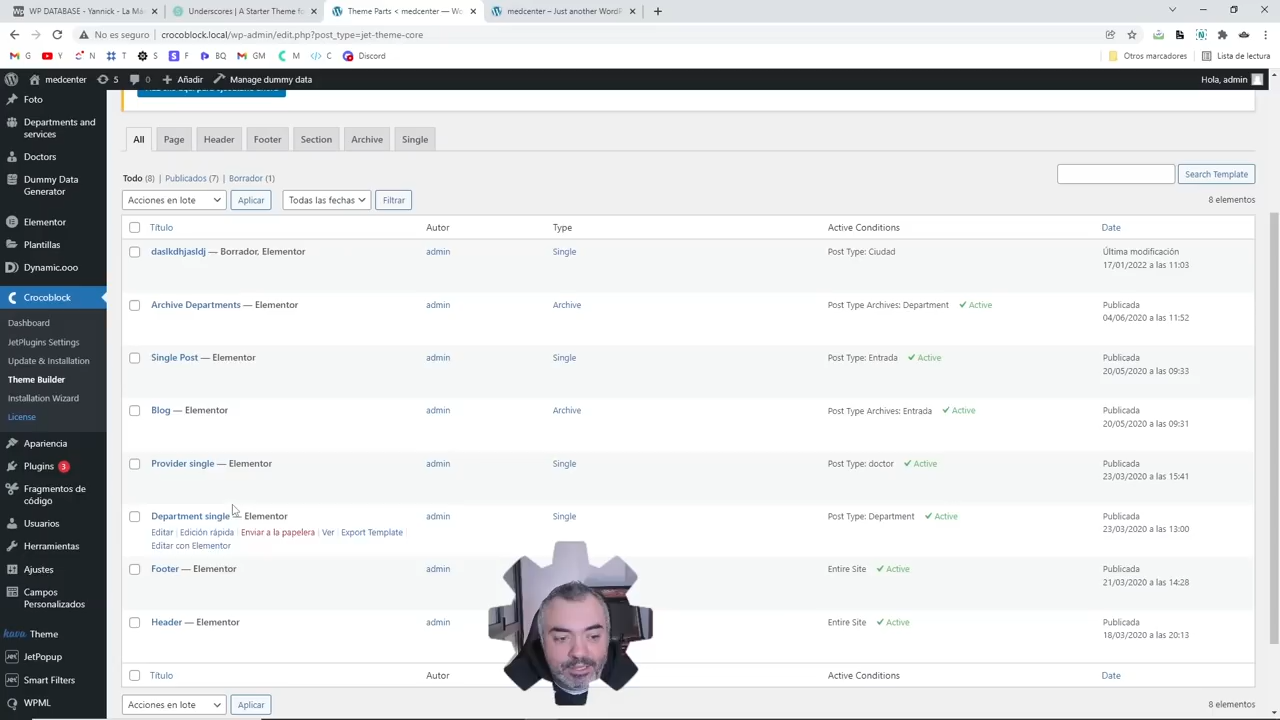 WP DATABASE - Yannick - La Má
Underscores | A Starter Theme fo
Theme Parts < medcenter — Wo
medcenter – Just another WordP
No es seguro | crocoblock.local/wp-admin/edit.php?post_type=jet-theme-core
G Y N T S F BQ GM M C Discord Otros marcadores Lista de lectura
medcenter 5 0 Añadir Manage dummy data Hola, admin
Foto
Departments and
services
Doctors
Dummy Data
Generator
Elementor
Plantillas
Dynamic.ooo
Crocoblock
Dashboard
JetPlugins Settings
Update & Installation
Theme Builder
Installation Wizard
License
Apariencia
Plugins 3
Fragmentos de
código
Usuarios
Herramientas
Ajustes
Campos
Personalizados
kava Theme
JetPopup
Smart Filters
WPML
All Page Header Footer Section Archive Single
Todo (8) | Publicados (7) | Borrador (1)
Search Template
Acciones en lote Aplicar Todas las fechas Filtrar
8 elementos
Título Autor Type Active Conditions Date
daslkdhjasldj — Borrador, Elementor admin Single Post Type: Ciudad Última modificación
17/01/2022 a las 11:03
Archive Departments — Elementor admin Archive Post Type Archives: Department Active Publicada
04/06/2020 a las 11:52
Single Post — Elementor admin Single Post Type: Entrada Active Publicada
20/05/2020 a las 09:33
Blog — Elementor admin Archive Post Type Archives: Entrada Active Publicada
20/05/2020 a las 09:31
Provider single — Elementor admin Single Post Type: doctor Active Publicada
23/03/2020 a las 15:41
Department single — Elementor admin Single Post Type: Department Active Publicada
23/03/2020 a las 13:00
Editar | Edición rápida | Enviar a la papelera | Ver | Export Template
Editar con Elementor
Footer — Elementor admin Entire Site Active Publicada
21/03/2020 a las 14:28
Header — Elementor admin Entire Site Active Publicada
18/03/2020 a las 20:13
Título Autor Active Conditions Date
Acciones en lote Aplicar
8 elementos